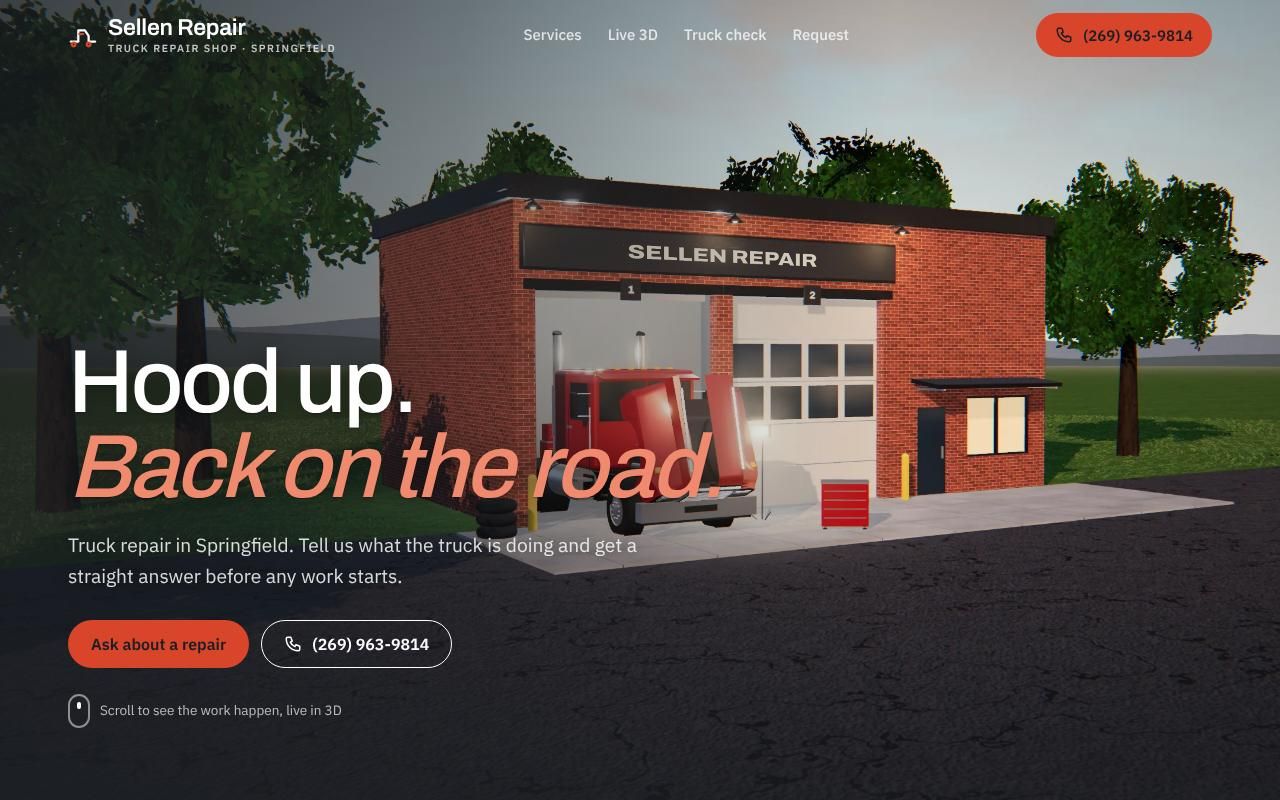 Sellen Repair
TRUCK REPAIR SHOP · SPRINGFIELD
Services
Live 3D
Truck check
Request
(269) 963-9814
SELLEN REPAIR
1
2
Hood up.
Back on the road.
Truck repair in Springfield. Tell us what the truck is doing and get a
straight answer before any work starts.
Ask about a repair
(269) 963-9814
Scroll to see the work happen, live in 3D